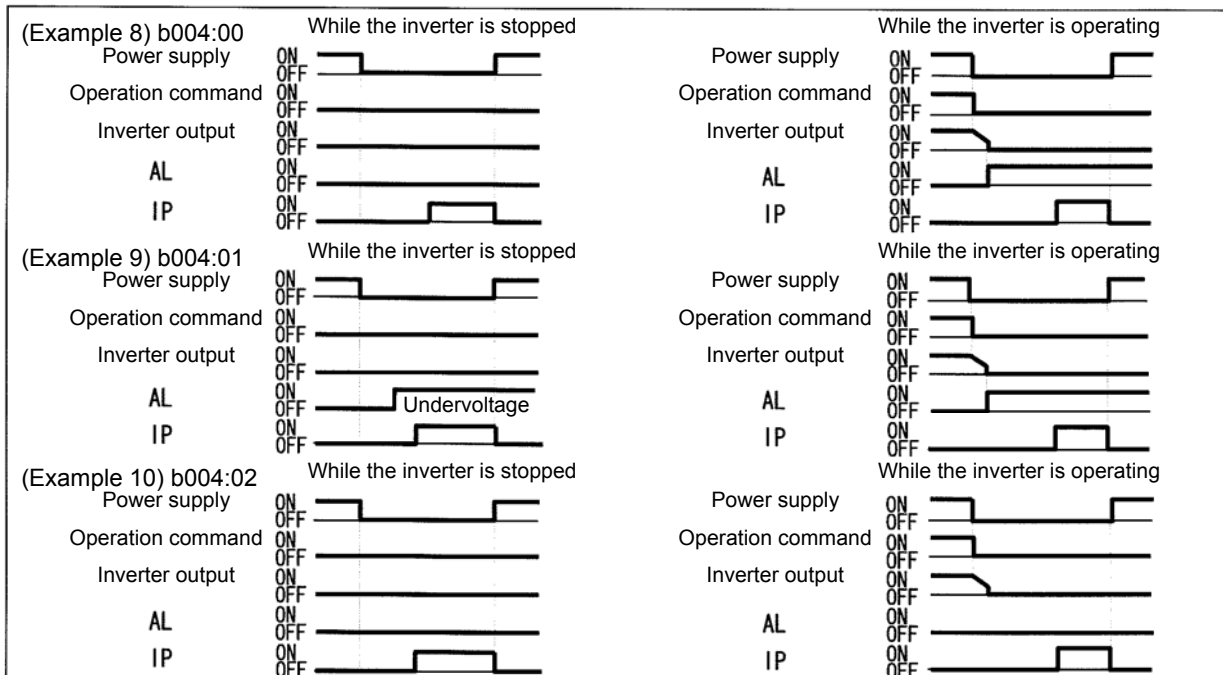 (Example 8) b004:00
While the inverter is stopped
Power supply ON OFF
Operation command ON OFF
Inverter output ON OFF
AL ON OFF
IP ON OFF
While the inverter is operating
Power supply ON OFF
Operation command ON OFF
Inverter output ON OFF
AL ON OFF
IP ON OFF
(Example 9) b004:01
While the inverter is stopped
Power supply ON OFF
Operation command ON OFF
Inverter output ON OFF
AL ON OFF Undervoltage
IP ON OFF
While the inverter is operating
Power supply ON OFF
Operation command ON OFF
Inverter output ON OFF
AL ON OFF
IP ON OFF
(Example 10) b004:02
While the inverter is stopped
Power supply ON OFF
Operation command ON OFF
Inverter output ON OFF
AL ON OFF
IP ON OFF
While the inverter is operating
Power supply ON OFF
Operation command ON OFF
Inverter output ON OFF
AL ON OFF
IP ON OFF